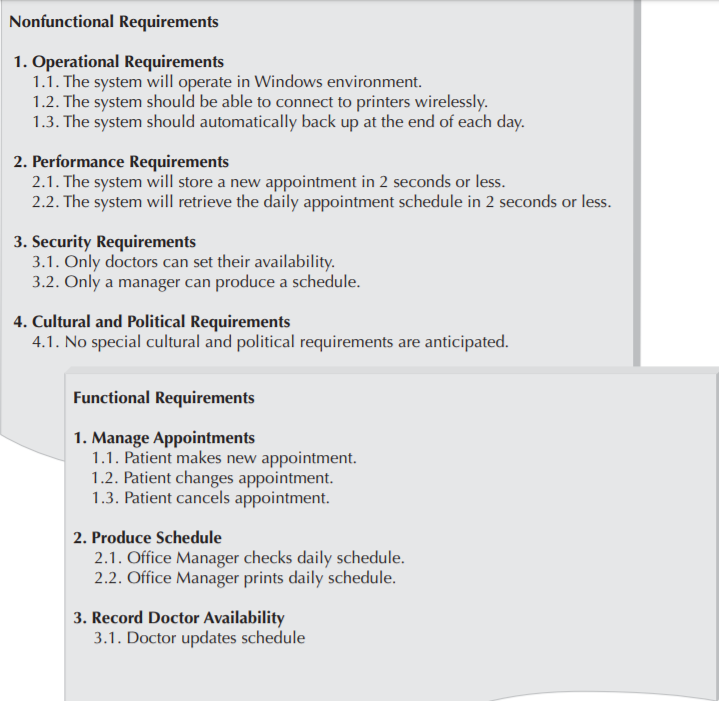 Nonfunctional Requirements
1. Operational Requirements
1.1. The system will operate in Windows environment.
1.2. The system should be able to connect to printers wirelessly.
1.3. The system should automatically back up at the end of each day.
2. Performance Requirements
2.1. The system will store a new appointment in 2 seconds or less.
2.2. The system will retrieve the daily appointment schedule in 2 seconds or less.
3. Security Requirements
3.1. Only doctors can set their availability.
3.2. Only a manager can produce a schedule.
4. Cultural and Political Requirements
4.1. No special cultural and political requirements are anticipated.
Functional Requirements
1. Manage Appointments
1.1. Patient makes new appointment.
1.2. Patient changes appointment.
1.3. Patient cancels appointment.
2. Produce Schedule
2.1. Office Manager checks daily schedule.
2.2. Office Manager prints daily schedule.
3. Record Doctor Availability
3.1. Doctor updates schedule